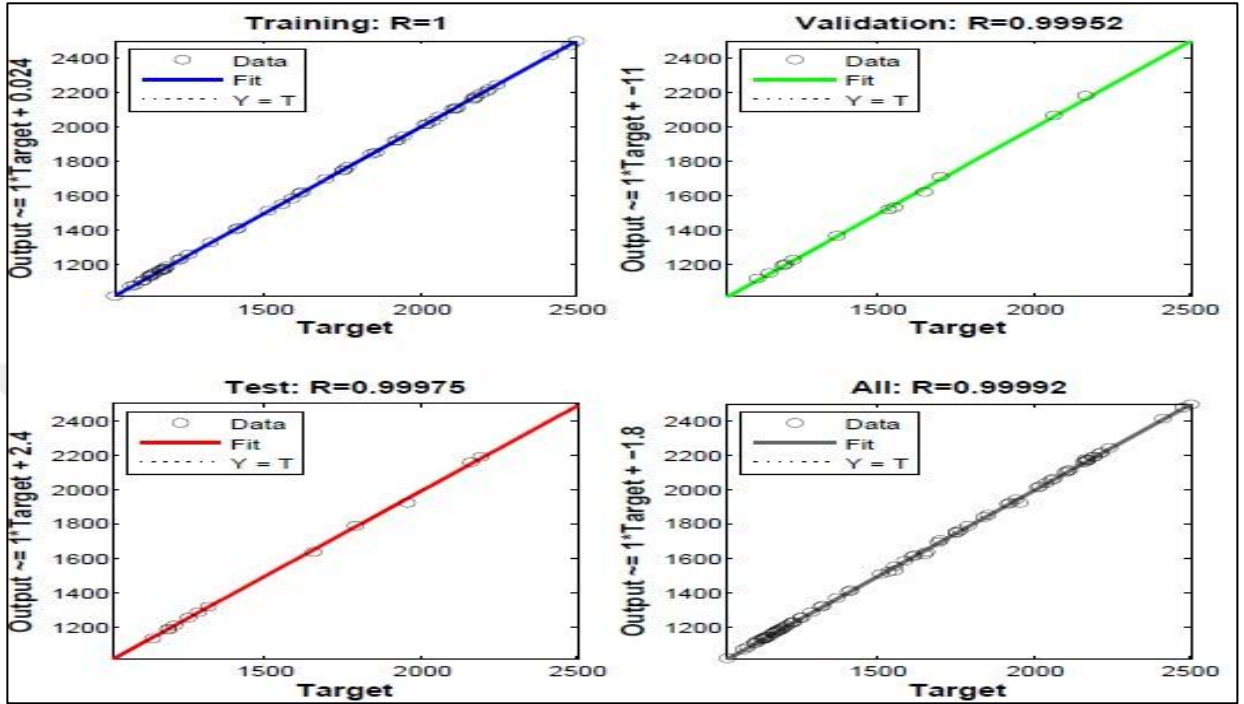 Training: R=1
Output ~= 1*Target + 0.024
Data
Fit
Y = T
2400
2200
2000
1800
1600
1400
1200
1500
2000
2500
Target
Validation: R=0.99952
Output ~= 1*Target + -11
Data
Fit
Y = T
2400
2200
2000
1800
1600
1400
1200
1500
2000
2500
Target
Test: R=0.99975
Output ~= 1*Target + 2.4
Data
Fit
Y = T
2400
2200
2000
1800
1600
1400
1200
1500
2000
2500
Target
All: R=0.99992
Output ~= 1*Target + -1.8
Data
Fit
Y = T
2400
2200
2000
1800
1600
1400
1200
1500
2000
2500
Target